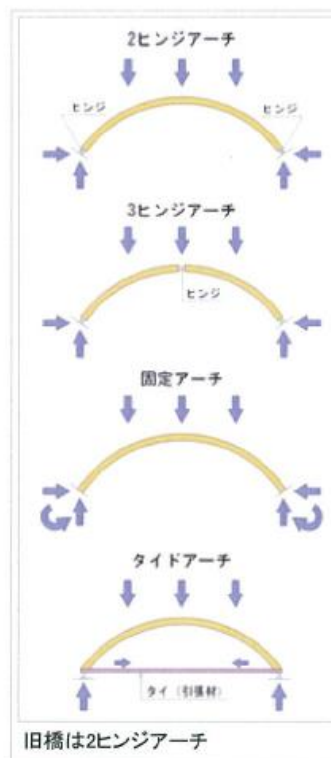 2ヒンジアーチ
ヒンジ ヒンジ
3ヒンジアーチ
ヒンジ
固定アーチ
タイドアーチ
タイ（引張材）
旧橋は2ヒンジアーチ